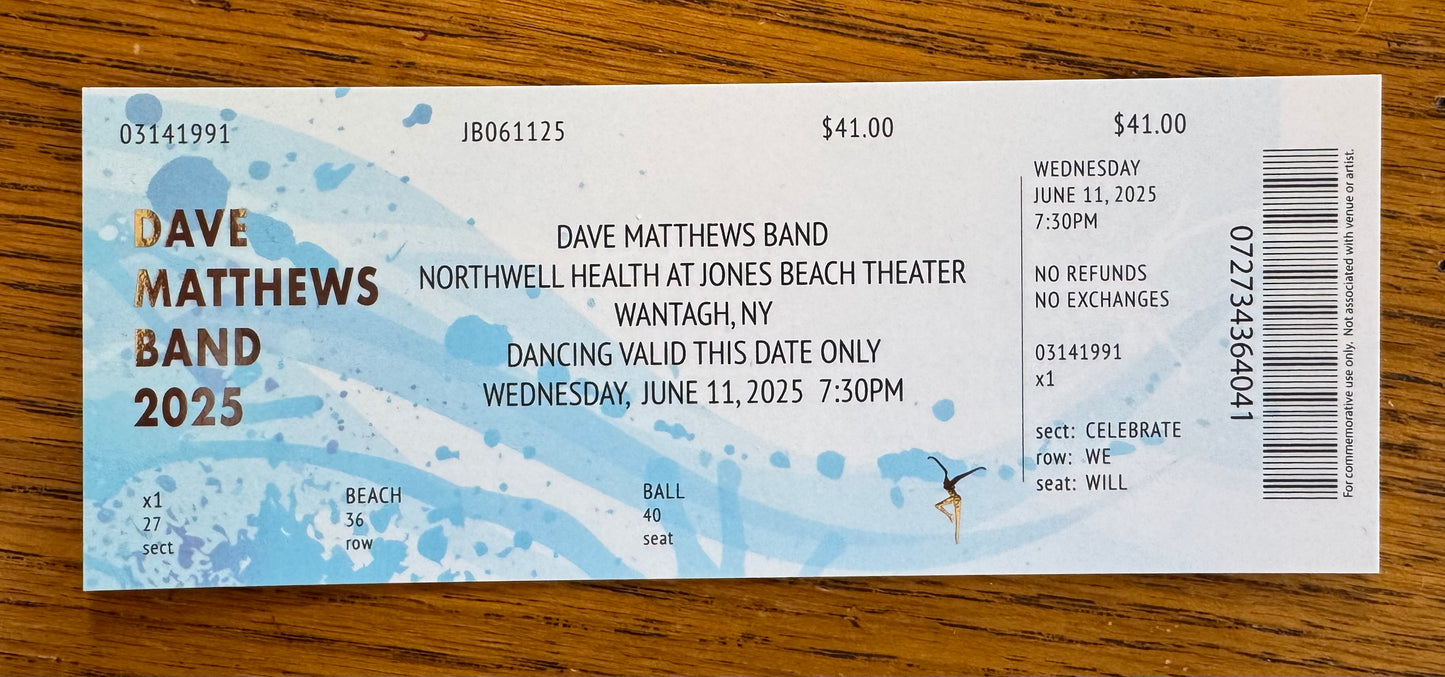 03141991
JB061125
$41.00
$41.00
DAVE
MATTHEWS
BAND
2025
DAVE MATTHEWS BAND
NORTHWELL HEALTH AT JONES BEACH THEATER
WANTAGH, NY
DANCING VALID THIS DATE ONLY
WEDNESDAY, JUNE 11, 2025 7:30PM
x1
27
sect
BEACH
36
row
BALL
40
seat
WEDNESDAY
JUNE 11, 2025
7:30PM
NO REFUNDS
NO EXCHANGES
03141991
x1
sect: CELEBRATE
row: WE
seat: WILL
072734364041
For commemorative use only. Not associated with venue or artist.